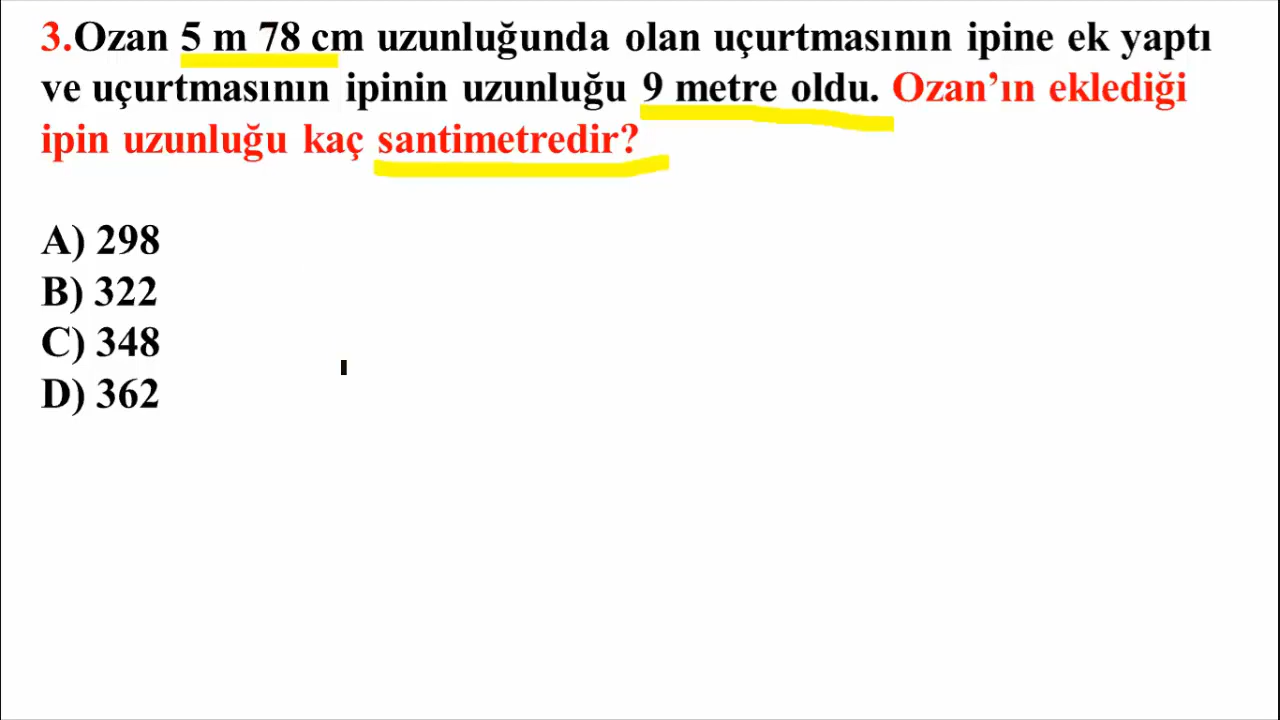 3.Ozan 5 m 78 cm uzunluğunda olan uçurtmasının ipine ek yaptı
ve uçurtmasının ipinin uzunluğu 9 metre oldu. Ozan’ın eklediği
ipin uzunluğu kaç santimetredir?
A) 298
B) 322
C) 348
D) 362